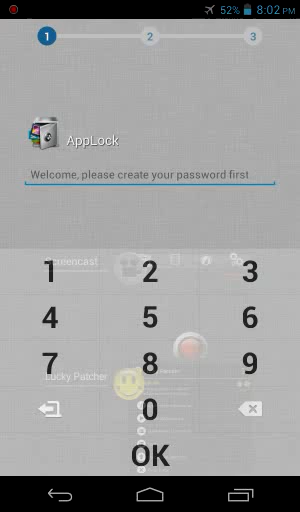 52% 8:02 PM
1 2 3
AppLock
Welcome, please create your password first
Screencast
1 2 3
4 5 6
7 8 9
Lucky Patcher
0
OK